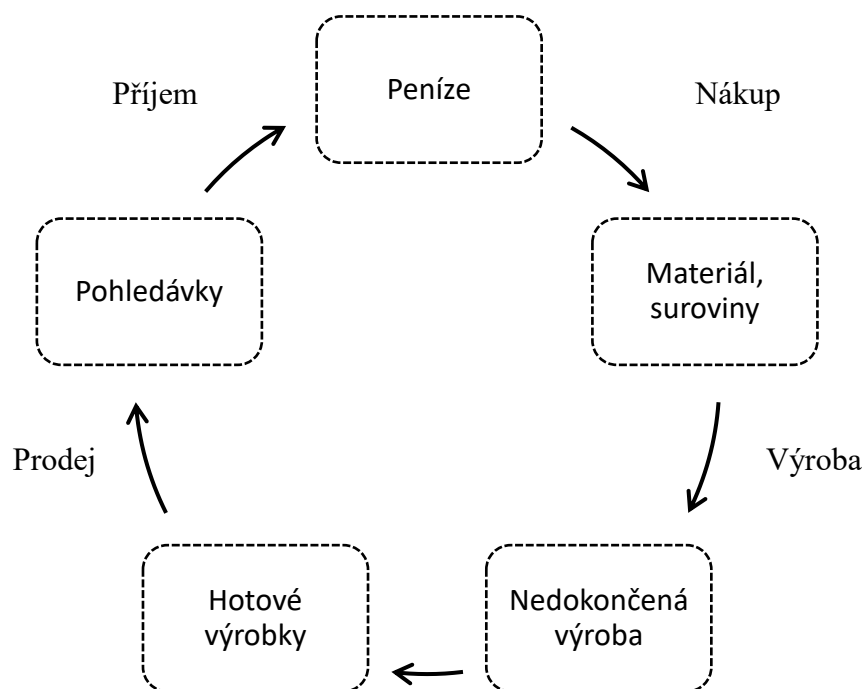 Příjem
Peníze
Nákup
Pohledávky
Materiál,
suroviny
Prodej
Výroba
Hotové
výrobky
Nedokončená
výroba